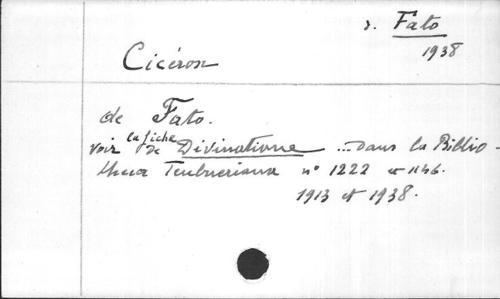 r. Fato
1938
Cicéron
de Fato.
voir la fiche de Divinatione ... dans la Biblio-
theca Teubneriana n° 1222 et 1146.
1913 et 1938.